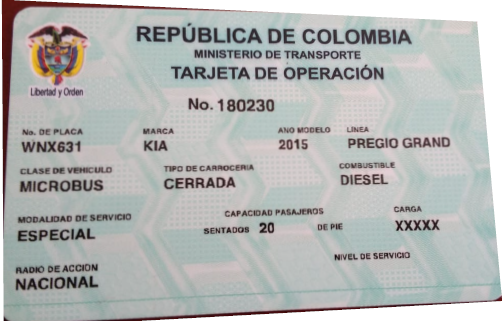 REPÚBLICA DE COLOMBIA
MINISTERIO DE TRANSPORTE
TARJETA DE OPERACIÓN
Libertad y Orden
No. 180230
No. DE PLACA MARCA AÑO MODELO LÍNEA
WNX631 KIA 2015 PREGIO GRAND
CLASE DE VEHICULO TIPO DE CARROCERIA COMBUSTIBLE
MICROBUS CERRADA DIESEL
MODALIDAD DE SERVICIO CAPACIDAD PASAJEROS CARGA
ESPECIAL SENTADOS 20 DE PIE XXXXX
RADIO DE ACCION NIVEL DE SERVICIO
NACIONAL